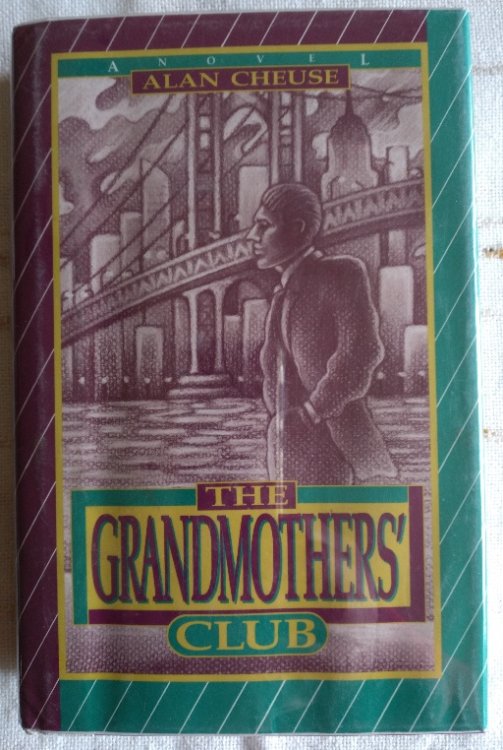 A NOVEL
ALAN CHEUSE
THE
GRANDMOTHERS'
CLUB